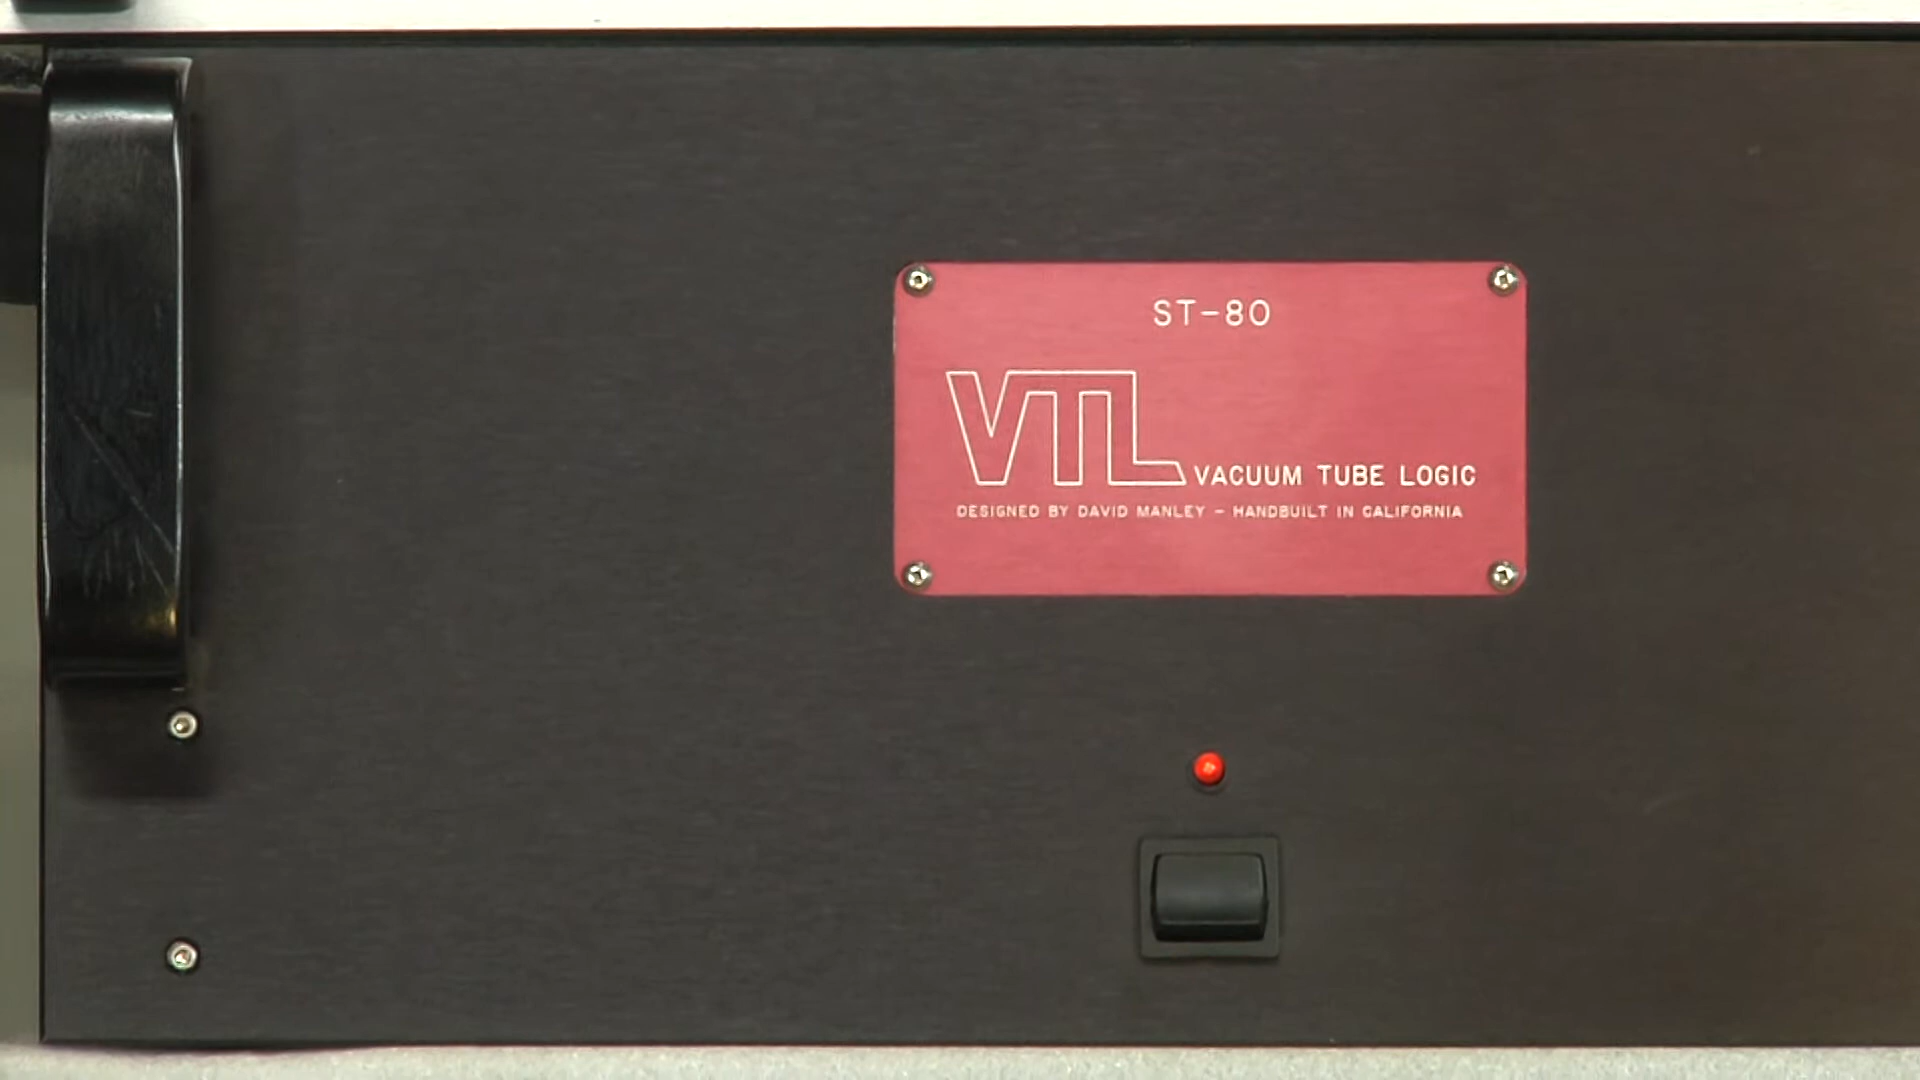 ST-80
VTL VACUUM TUBE LOGIC
DESIGNED BY DAVID MANLEY - HANDBUILT IN CALIFORNIA